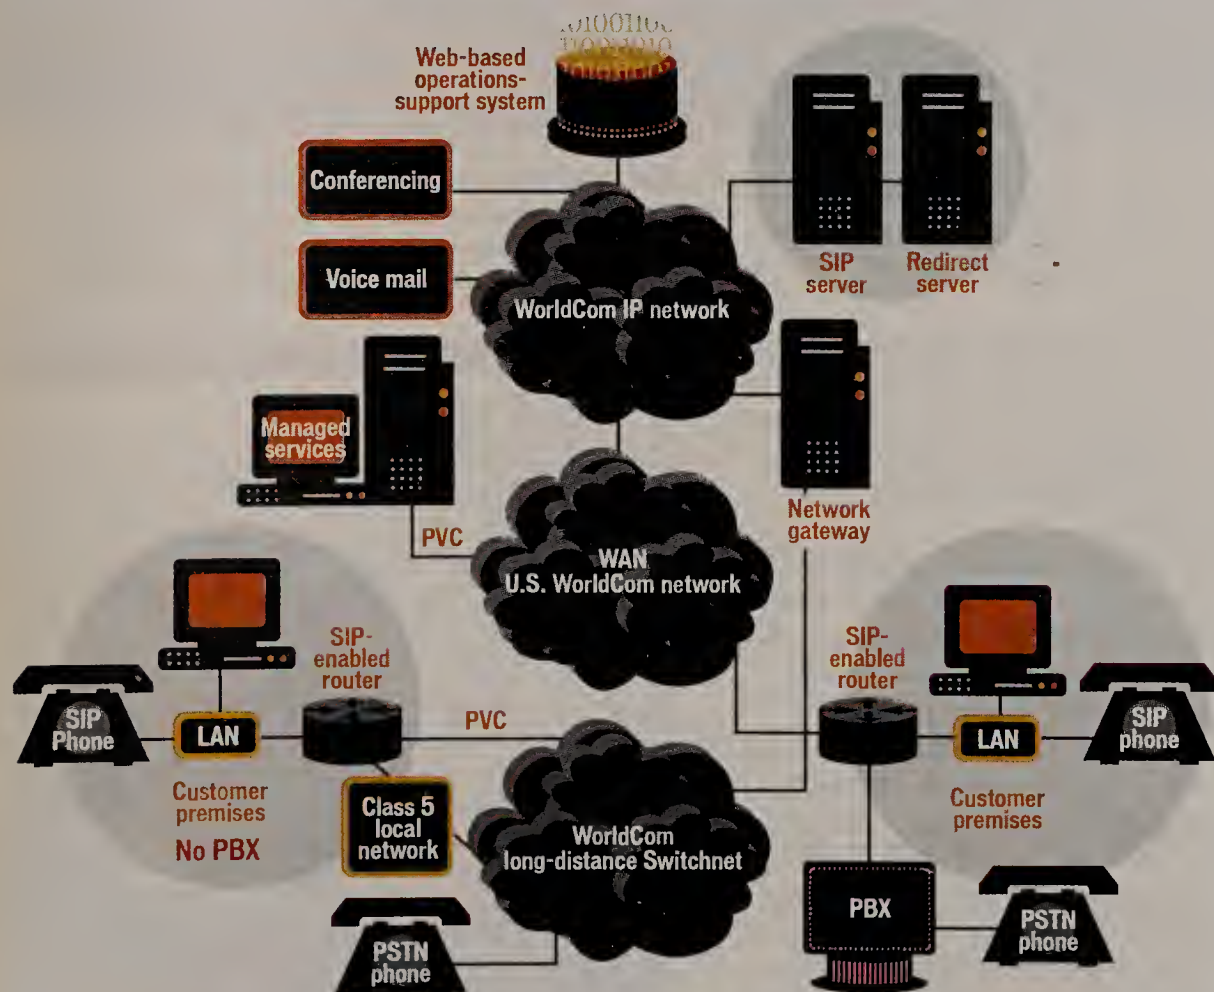 Web-based
operations-
support system
Conferencing
Voice mail
SIP
server
Redirect
server
WorldCom IP network
Managed
services
Network
gateway
PVC
WAN
U.S. WorldCom network
SIP-
enabled
router
SIP-
enabled
router
SIP
Phone
LAN
PVC
LAN
SIP
phone
Customer
premises
No PBX
Class 5
local
network
WorldCom
long-distance Switchnet
Customer
premises
PBX
PSTN
phone
PSTN
phone